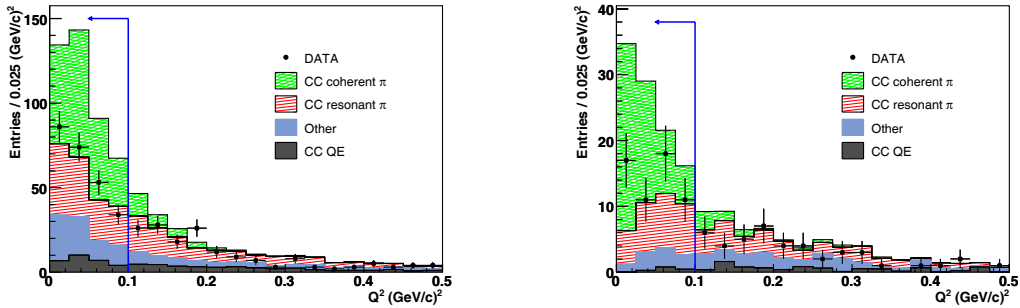 Entries / 0.025 (GeV/c)²
150
100
50
0
DATA
CC coherent π
CC resonant π
Other
CC QE
0 0.1 0.2 0.3 0.4 0.5
Q² (GeV/c)²
Entries / 0.025 (GeV/c)²
40
30
20
10
0
DATA
CC coherent π
CC resonant π
Other
CC QE
0 0.1 0.2 0.3 0.4 0.5
Q² (GeV/c)²